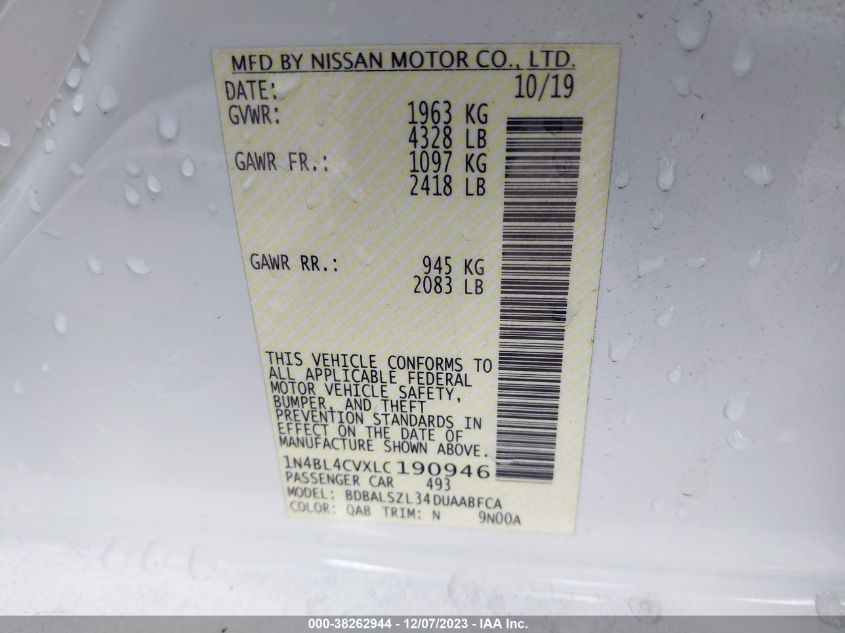 MFD BY NISSAN MOTOR CO., LTD.
DATE: 10/19
GVWR: 1963 KG
4328 LB
GAWR FR.: 1097 KG
2418 LB
GAWR RR.: 945 KG
2083 LB
THIS VEHICLE CONFORMS TO
ALL APPLICABLE FEDERAL
MOTOR VEHICLE SAFETY,
BUMPER, AND THEFT
PREVENTION STANDARDS IN
EFFECT ON THE DATE OF
MANUFACTURE SHOWN ABOVE.
1N4BL4CVXLC190946
PASSENGER CAR 493
MODEL: BDBALSZL34DUAABFCA
COLOR: QAB TRIM: N 9N00A
000-38262944 - 12/07/2023 - IAA Inc.